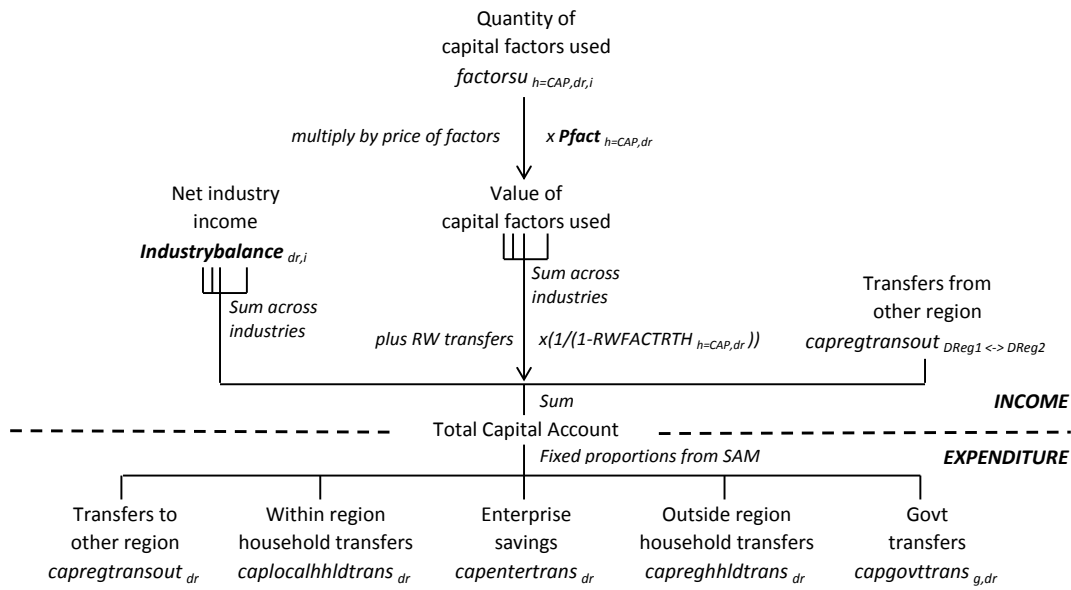 Quantity of
capital factors used
factorsu h=CAP,dr,i
multiply by price of factors
x Pfact h=CAP,dr
Net industry
income
Industrybalance dr,i
Value of
capital factors used
Sum across
industries
Sum across
industries
Transfers from
other region
capregtransout DReg1 <-> DReg2
plus RW transfers
x(1/(1-RWFACTRTH h=CAP,dr ))
Sum
INCOME
Total Capital Account
Fixed proportions from SAM
EXPENDITURE
Transfers to
other region
capregtransout dr
Within region
household transfers
caplocalhhldtrans dr
Enterprise
savings
capentertrans dr
Outside region
household transfers
capreghhldtrans dr
Govt
transfers
capgovttrans g,dr